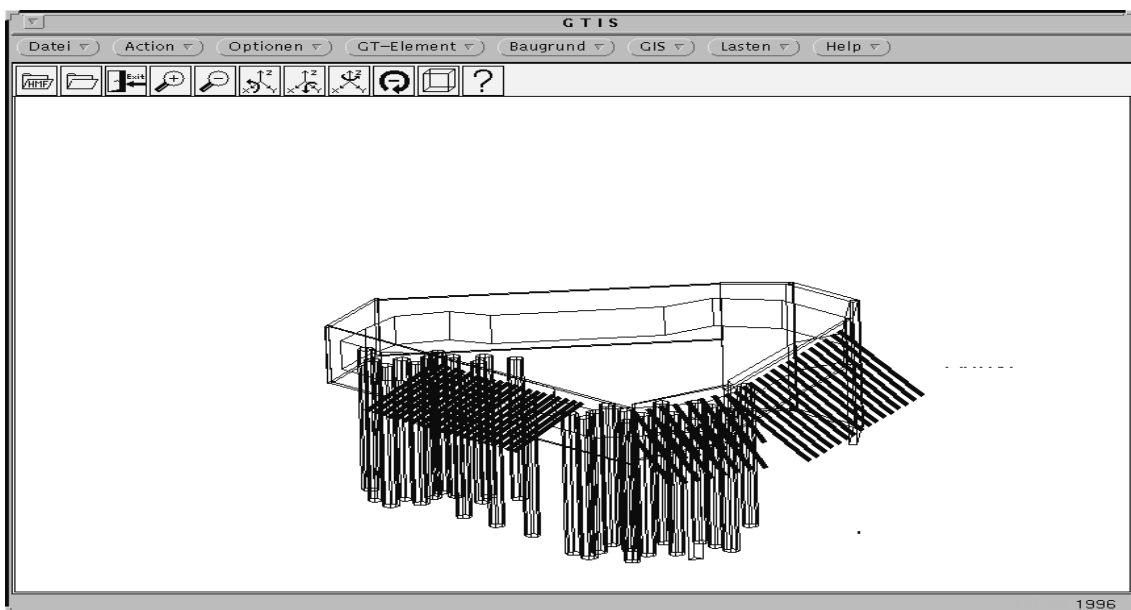 GTIS
Datei Action Optionen GT-Element Baugrund GIS Lasten Help
HMF Exit Z X Y Z X Y Z X Y ?
1996